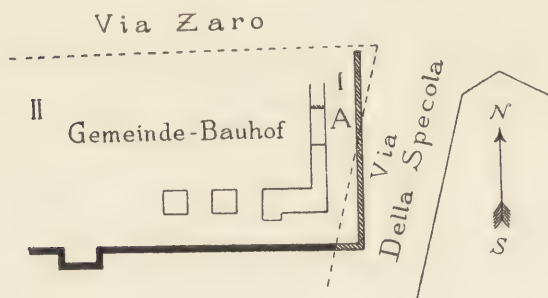 Via Zaro
I
II
A
Gemeinde-Bauhof
Via
Della Specola
N
S